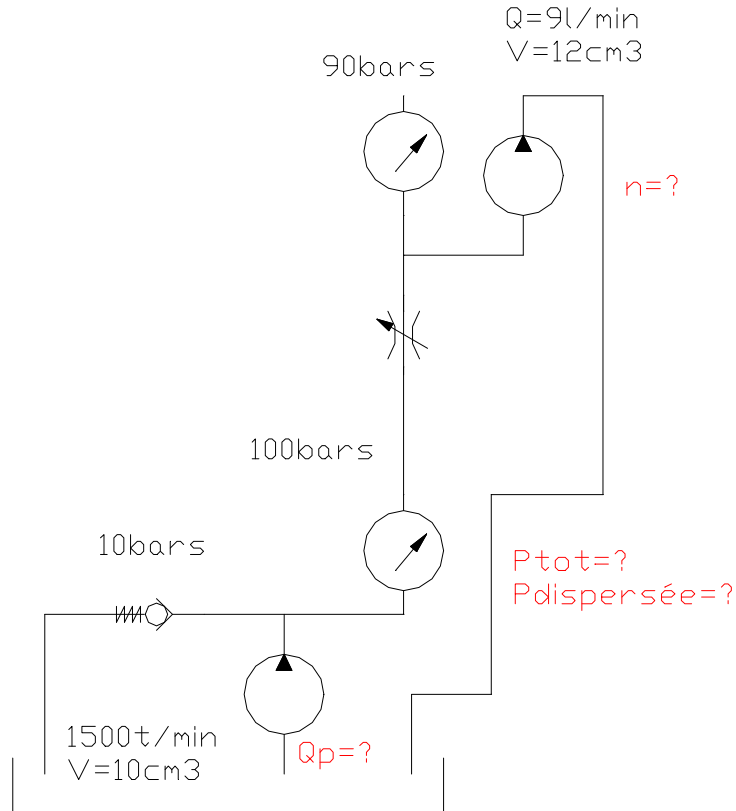 Q=9l/min
V=12cm3
90bars
n=?
100bars
10bars
Ptot=?
Pdispersée=?
1500t/min
V=10cm3
Qp=?